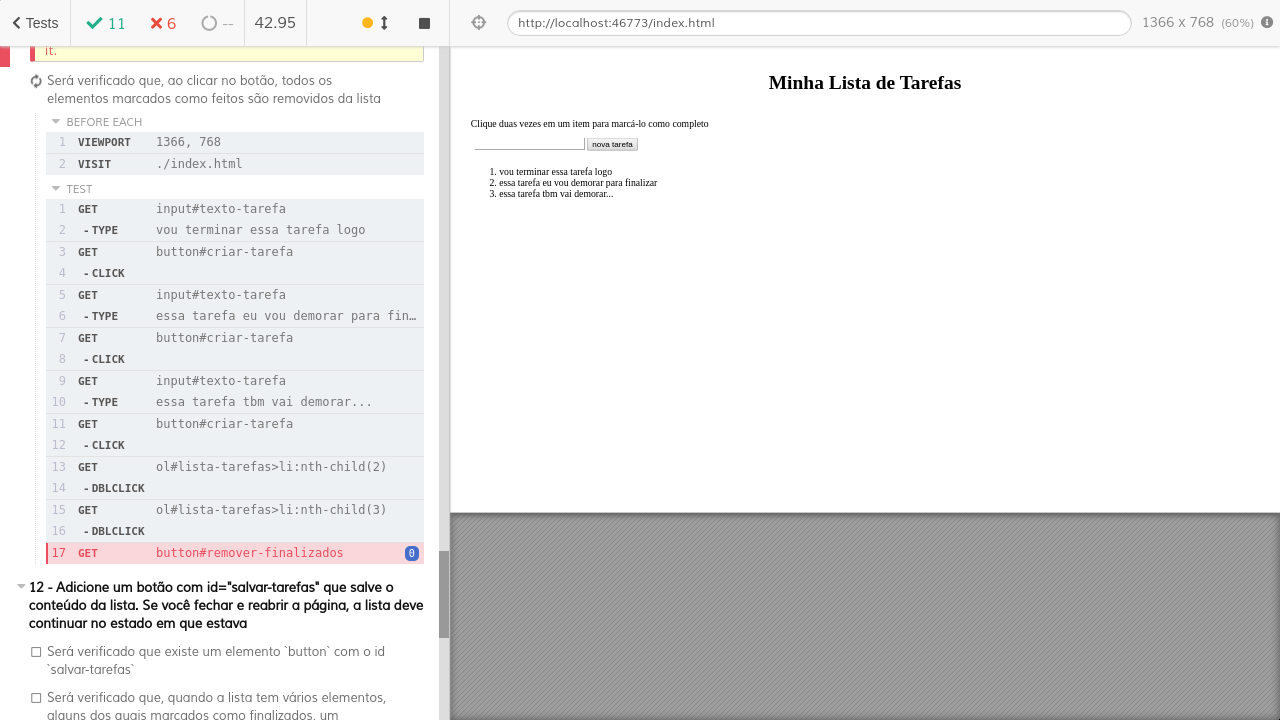 Tests
11
6
--
42.95
http://localhost:46773/index.html
1366 x 768 (60%)
it.
Será verificado que, ao clicar no botão, todos os
elementos marcados como feitos são removidos da lista
BEFORE EACH
1 VIEWPORT 1366, 768
2 VISIT ./index.html
TEST
1 GET input#texto-tarefa
2 -TYPE vou terminar essa tarefa logo
3 GET button#criar-tarefa
4 -CLICK
5 GET input#texto-tarefa
6 -TYPE essa tarefa eu vou demorar para fin…
7 GET button#criar-tarefa
8 -CLICK
9 GET input#texto-tarefa
10 -TYPE essa tarefa tbm vai demorar...
11 GET button#criar-tarefa
12 -CLICK
13 GET ol#lista-tarefas>li:nth-child(2)
14 -DBLCLICK
15 GET ol#lista-tarefas>li:nth-child(3)
16 -DBLCLICK
17 GET button#remover-finalizados 0
12 - Adicione um botão com id="salvar-tarefas" que salve o
conteúdo da lista. Se você fechar e reabrir a página, a lista deve
continuar no estado em que estava
Será verificado que existe um elemento `button` com o id
`salvar-tarefas`
Será verificado que, quando a lista tem vários elementos,
alguns dos quais marcados como finalizados, um
Minha Lista de Tarefas
Clique duas vezes em um item para marcá-lo como completo
nova tarefa
1. vou terminar essa tarefa logo
2. essa tarefa eu vou demorar para finalizar
3. essa tarefa tbm vai demorar...